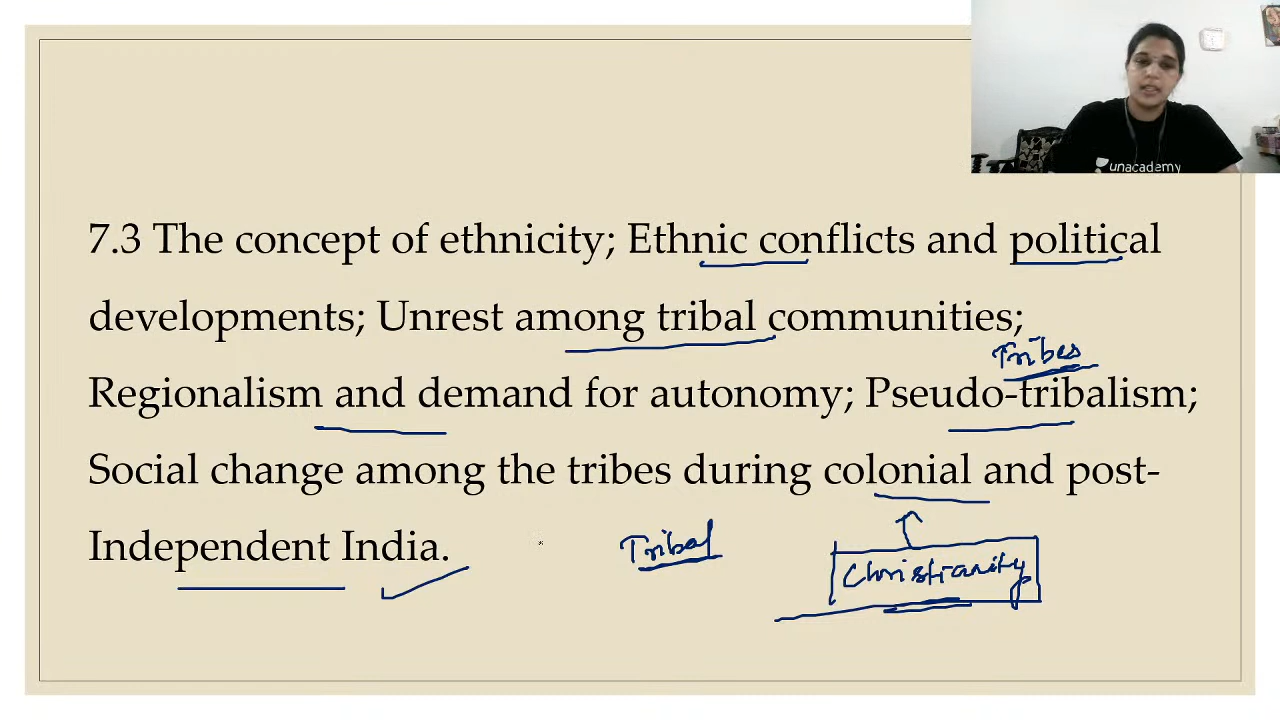 unacademy
7.3 The concept of ethnicity; Ethnic conflicts and political
developments; Unrest among tribal communities;
Tribes
Regionalism and demand for autonomy; Pseudo-tribalism;
Social change among the tribes during colonial and post-
Independent India.
Tribal
Christianity